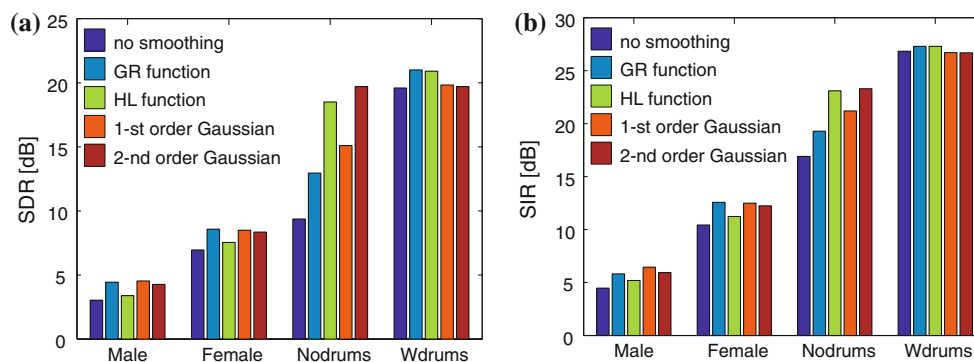 (a)
SDR [dB]
25
20
15
10
5
0
no smoothing
GR function
HL function
1-st order Gaussian
2-nd order Gaussian
Male Female Nodrums Wdrums
(b)
SIR [dB]
30
25
20
15
10
5
0
no smoothing
GR function
HL function
1-st order Gaussian
2-nd order Gaussian
Male Female Nodrums Wdrums